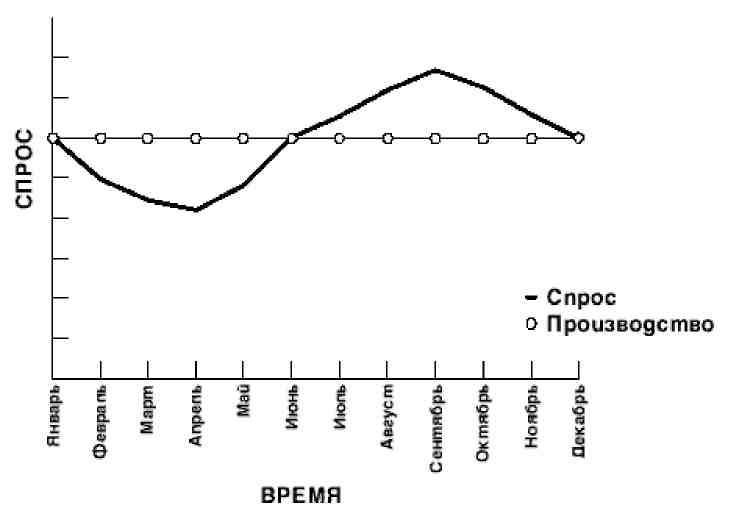 СПРОС
Спрос
Производство
Январь
Февраль
Март
Апрель
Май
Июнь
Июль
Август
Сентябрь
Октябрь
Ноябрь
Декабрь
ВРЕМЯ